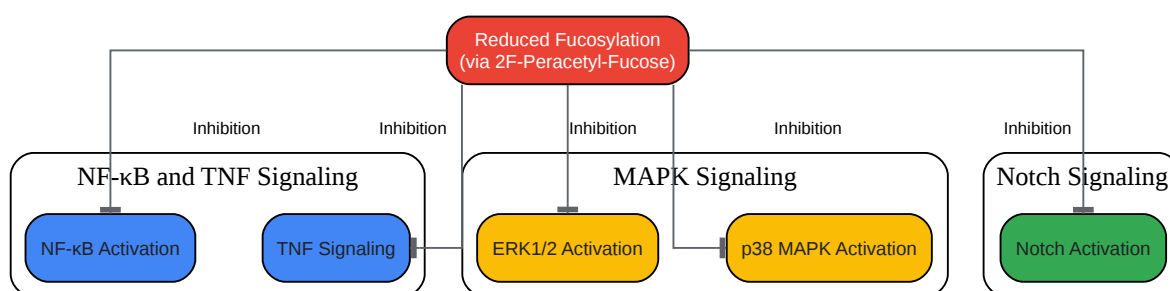 Reduced Fucosylation
(via 2F-Peracetyl-Fucose)
Inhibition
Inhibition
Inhibition
Inhibition
Inhibition
NF-κB and TNF Signaling
MAPK Signaling
Notch Signaling
NF-κB Activation
TNF Signaling
ERK1/2 Activation
p38 MAPK Activation
Notch Activation